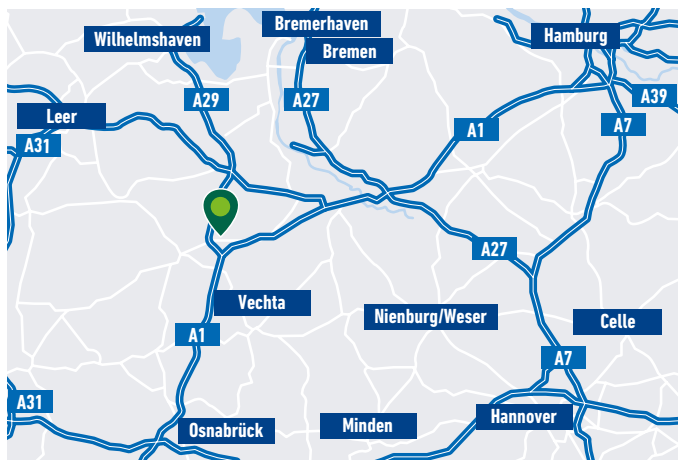 Bremerhaven
Wilhelmshaven
Bremen
Hamburg
A29
A27
A39
Leer
A1
A7
A31
A27
Vechta
Nienburg/Weser
Celle
A1
A7
A31
Osnabrück
Minden
Hannover